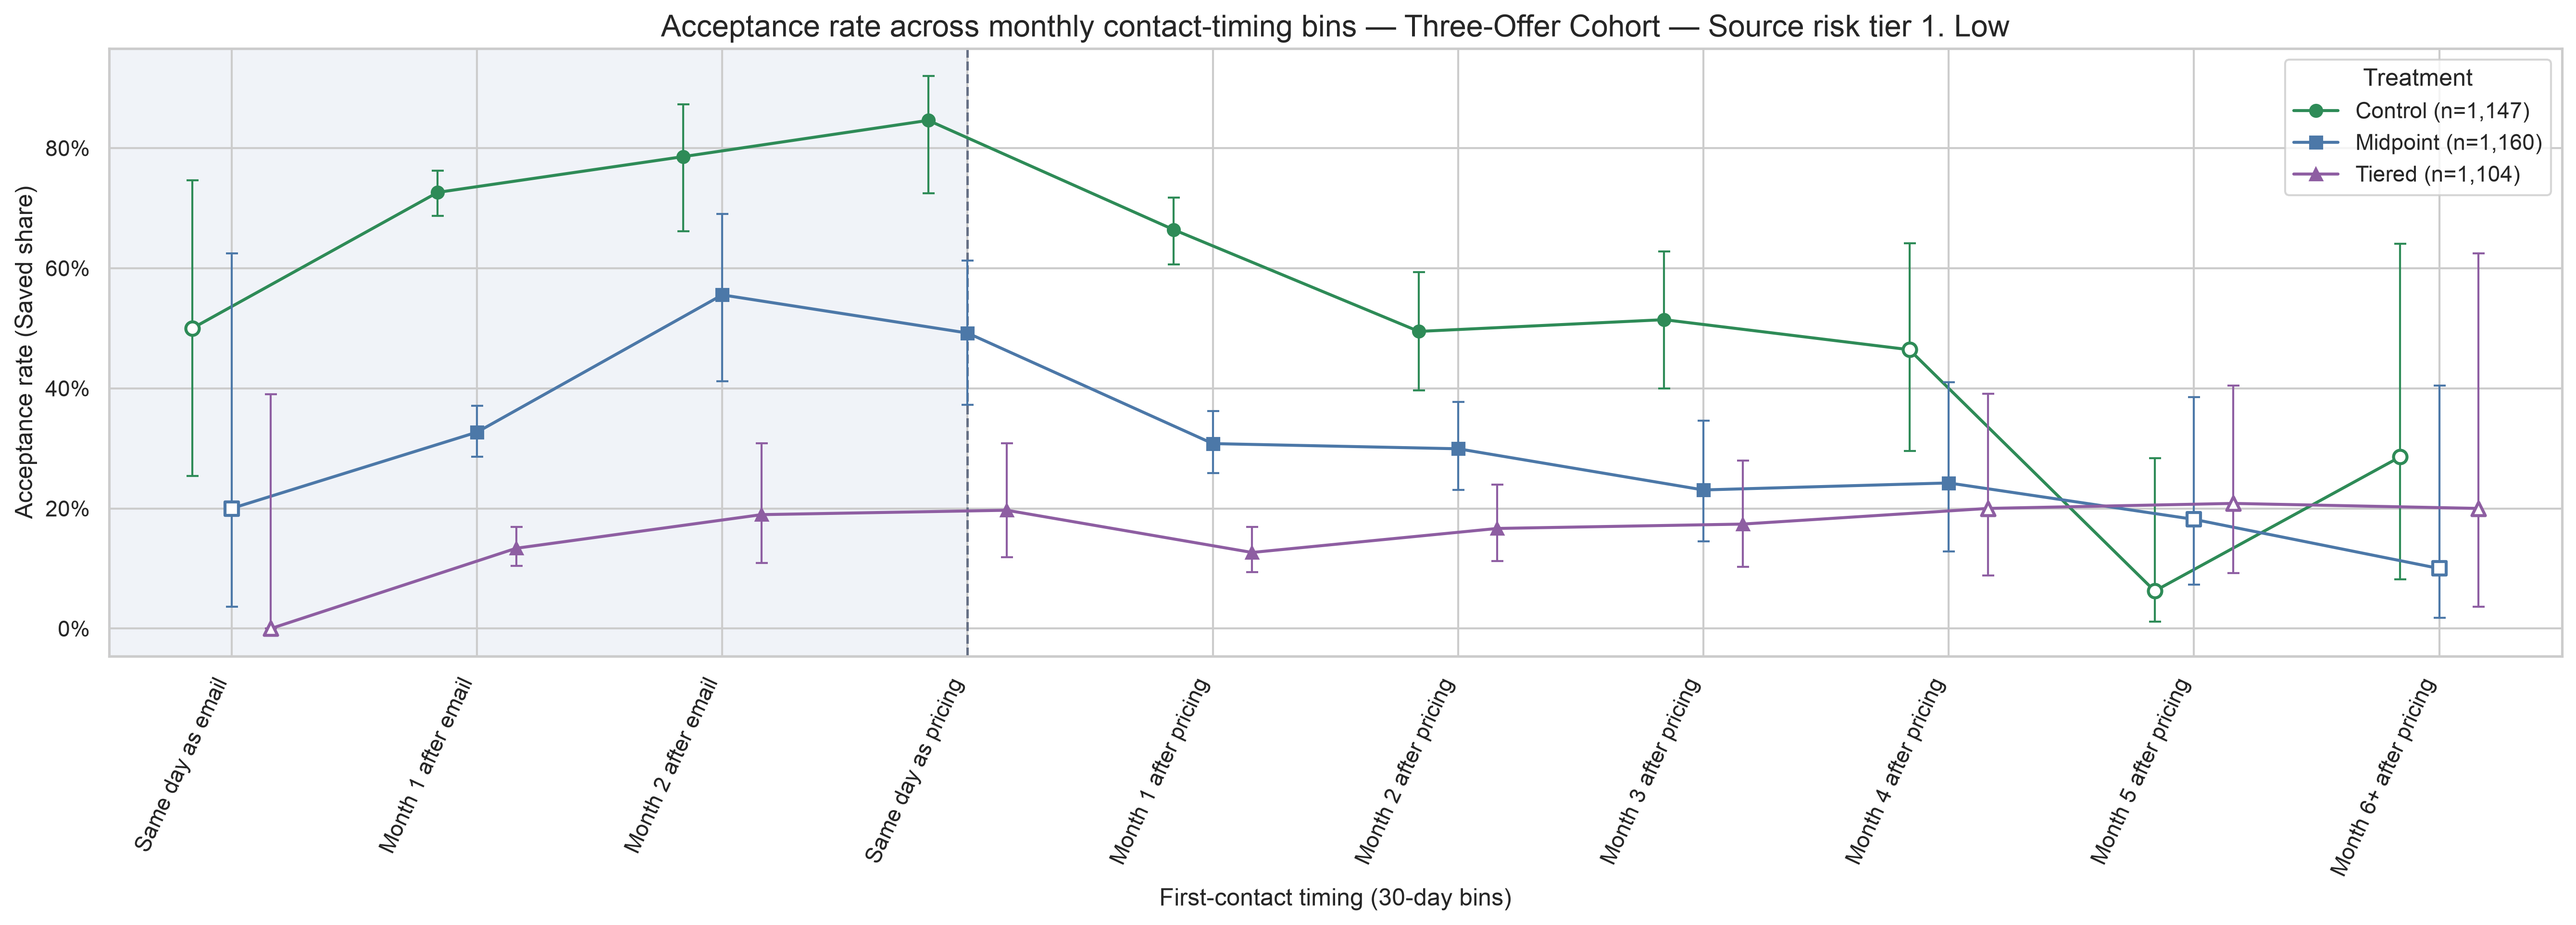 Acceptance rate across monthly contact-timing bins — Three-Offer Cohort — Source risk tier 1. Low
Treatment
Control (n=1,147)
Midpoint (n=1,160)
Tiered (n=1,104)
Acceptance rate (Saved share)
80%
60%
40%
20%
0%
Same day as email
Month 1 after email
Month 2 after email
Same day as pricing
Month 1 after pricing
Month 2 after pricing
Month 3 after pricing
Month 4 after pricing
Month 5 after pricing
Month 6+ after pricing
First-contact timing (30-day bins)